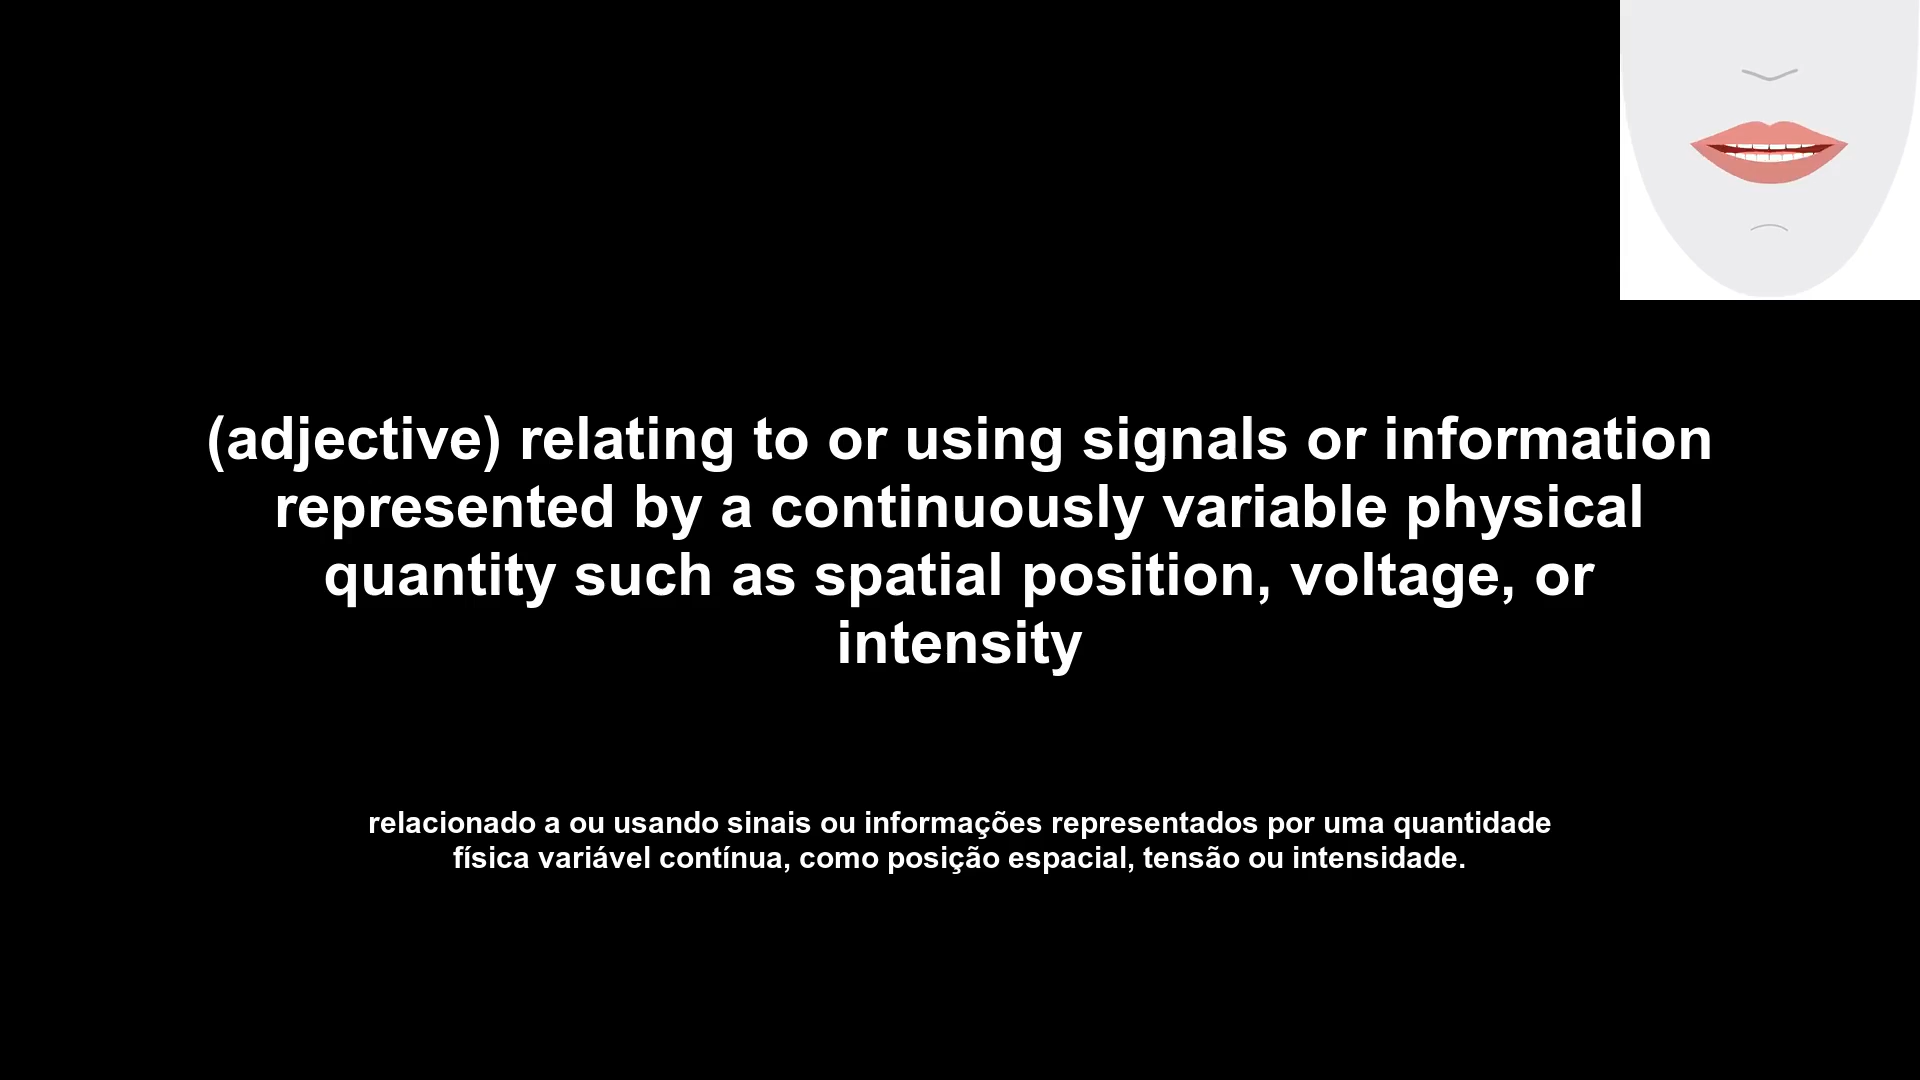 (adjective) relating to or using signals or information
represented by a continuously variable physical
quantity such as spatial position, voltage, or
intensity
relacionado a ou usando sinais ou informações representados por uma quantidade
física variável contínua, como posição espacial, tensão ou intensidade.